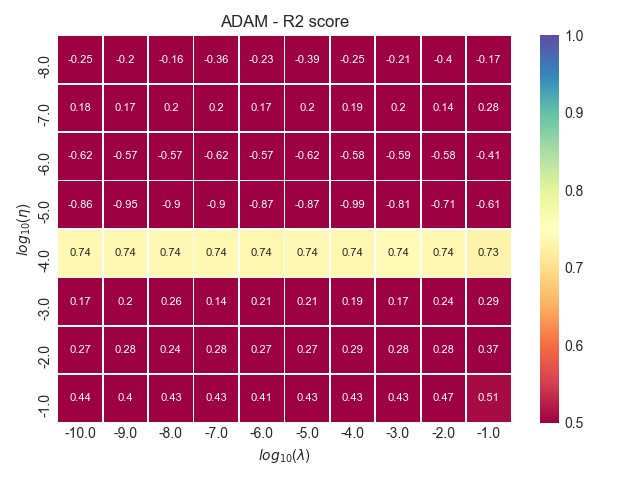 ADAM - R2 score
-8.0 -0.25 -0.2 -0.16 -0.36 -0.23 -0.39 -0.25 -0.21 -0.4 -0.17
-7.0 0.18 0.17 0.2 0.2 0.17 0.2 0.19 0.2 0.14 0.28
-6.0 -0.62 -0.57 -0.57 -0.62 -0.57 -0.62 -0.58 -0.59 -0.58 -0.41
-5.0 -0.86 -0.95 -0.9 -0.9 -0.87 -0.87 -0.99 -0.81 -0.71 -0.61
-4.0 0.74 0.74 0.74 0.74 0.74 0.74 0.74 0.74 0.74 0.73
-3.0 0.17 0.2 0.26 0.14 0.21 0.21 0.19 0.17 0.24 0.29
-2.0 0.27 0.28 0.24 0.28 0.27 0.27 0.29 0.28 0.28 0.37
-1.0 0.44 0.4 0.43 0.43 0.41 0.43 0.43 0.43 0.47 0.51
-10.0 -9.0 -8.0 -7.0 -6.0 -5.0 -4.0 -3.0 -2.0 -1.0
log₁₀(λ)
log₁₀(η)
1.0
0.9
0.8
0.7
0.6
0.5